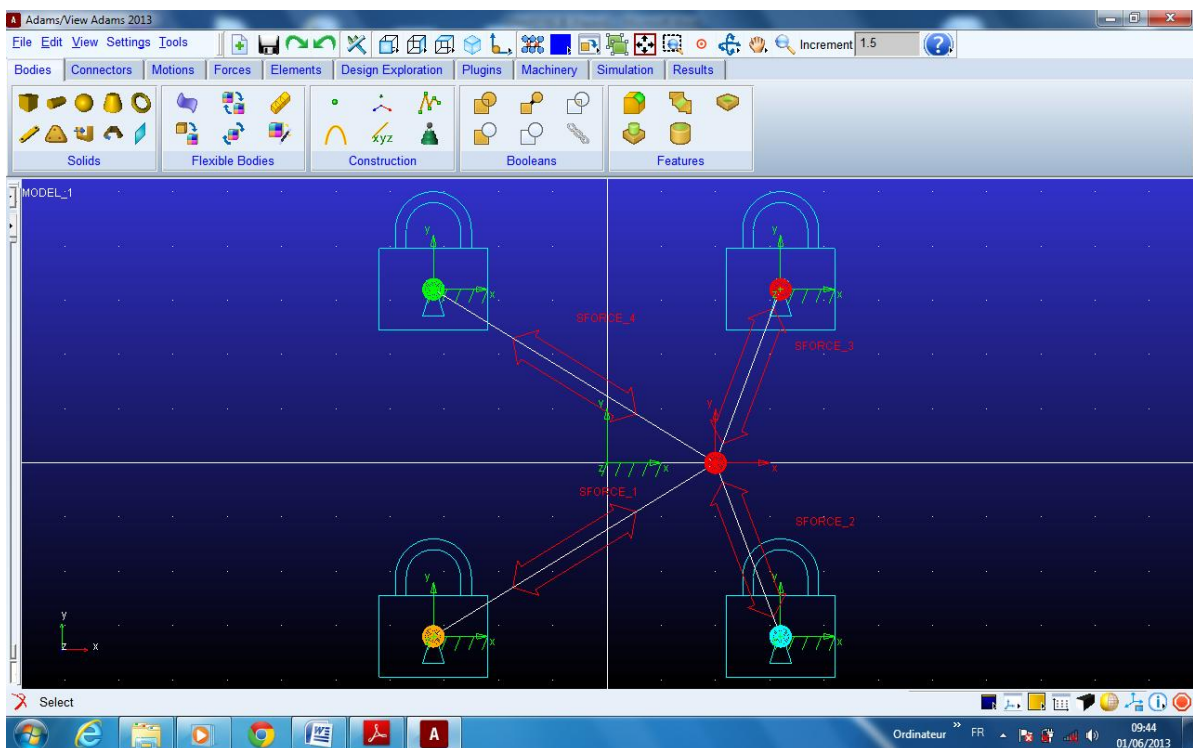 Adams/View Adams 2013
File Edit View Settings Tools Increment 1.5
Bodies Connectors Motions Forces Elements Design Exploration Plugins Machinery Simulation Results
xyz
Solids Flexible Bodies Construction Booleans Features
MODEL_1
y y
x x
SFORCE_4
SFORCE_3
y y
z x x
SFORCE_1
SFORCE_2
y y
x x
y
z x
Select
W A
Ordinateur » FR 09:44
01/06/2013